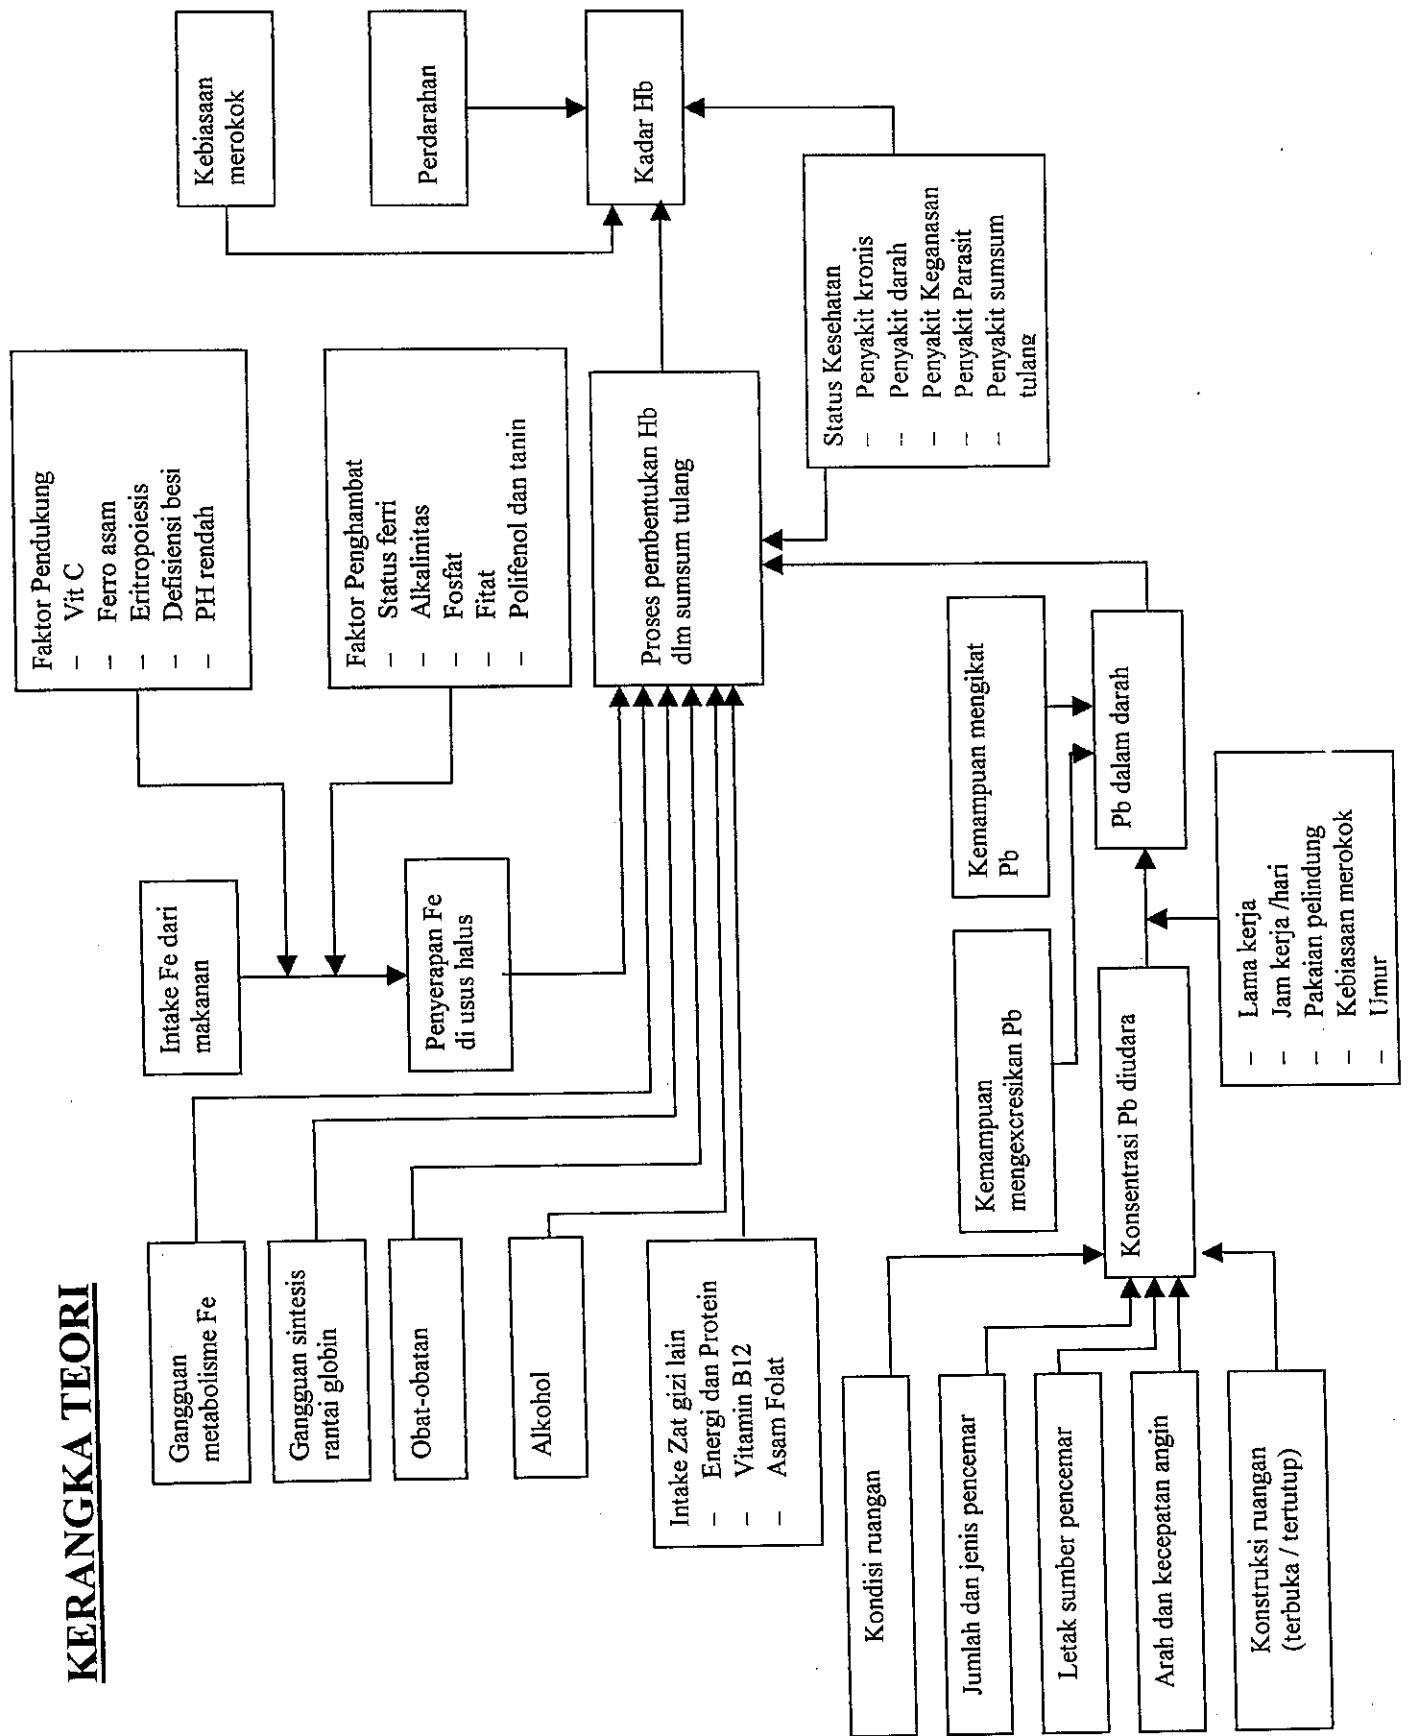 KERANGKA TEORI
Gangguan
metabolisme Fe
Gangguan sintesis
rantai globin
Obat-obatan
Alkohol
Intake Zat gizi lain
– Energi dan Protein
– Vitamin B12
– Asam Folat
Intake Fe dari
makanan
Penyerapan Fe
di usus halus
Faktor Pendukung
– Vit C
– Ferro asam
– Eritropoiesis
– Defisiensi besi
– PH rendah
Faktor Penghambat
– Status ferri
– Alkalinitas
– Fosfat
– Fitat
– Polifenol dan tanin
Proses pembentukan Hb
dlm sumsum tulang
Kebiasaan
merokok
Perdarahan
Kadar Hb
Status Kesehatan
– Penyakit kronis
– Penyakit darah
– Penyakit Keganasan
– Penyakit Parasit
– Penyakit sumsum
tulang
Kondisi ruangan
Jumlah dan jenis pencemar
Letak sumber pencemar
Arah dan kecepatan angin
Konstruksi ruangan
(terbuka / tertutup)
Kemampuan
mengexcresikan Pb
Kemampuan mengikat
Pb
Konsentrasi Pb diudara
Pb dalam darah
– Lama kerja
– Jam kerja /hari
– Pakaian pelindung
– Kebiasaan merokok
– Umur